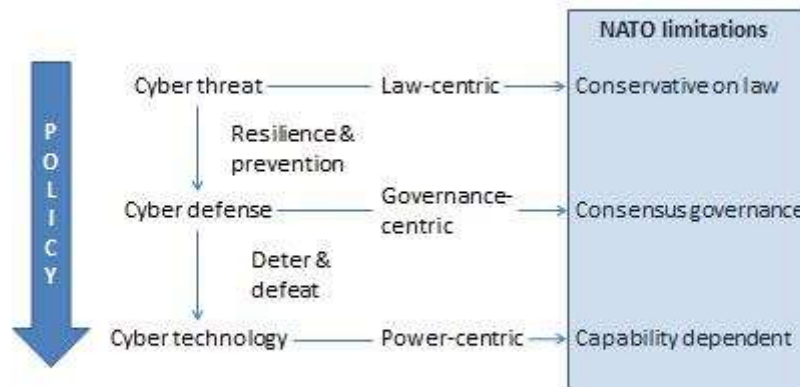 NATO limitations
POLICY
Cyber threat Law-centric Conservative on law
Resilience &
prevention
Cyber defense Governance-
centric Consensus governance
Deter &
defeat
Cyber technology Power-centric Capability dependent